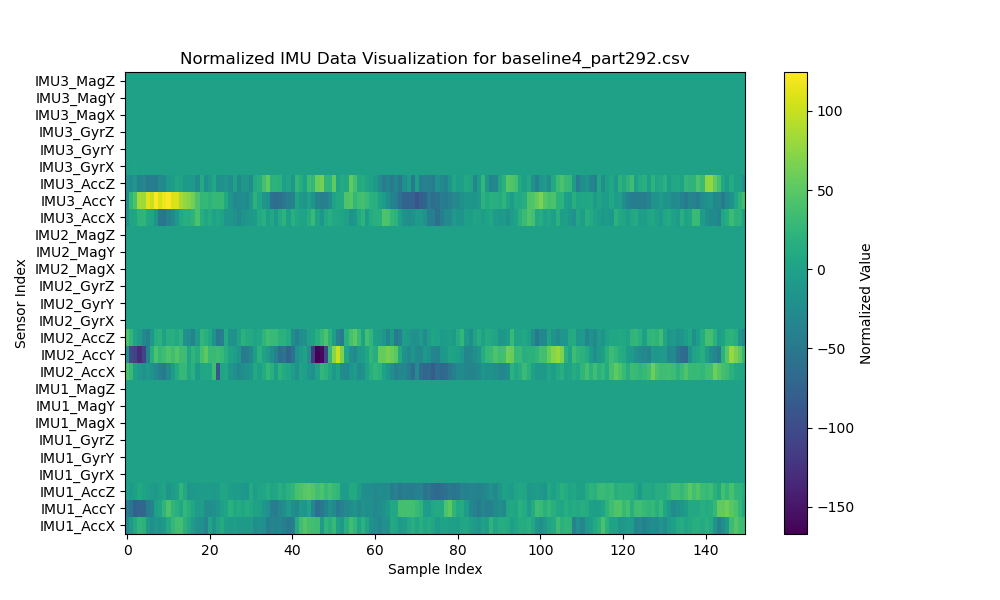 Normalized IMU Data Visualization for baseline4_part292.csv
IMU3_MagZ
IMU3_MagY
IMU3_MagX
IMU3_GyrZ
IMU3_GyrY
IMU3_GyrX
IMU3_AccZ
IMU3_AccY
IMU3_AccX
IMU2_MagZ
IMU2_MagY
IMU2_MagX
IMU2_GyrZ
IMU2_GyrY
IMU2_GyrX
IMU2_AccZ
IMU2_AccY
IMU2_AccX
IMU1_MagZ
IMU1_MagY
IMU1_MagX
IMU1_GyrZ
IMU1_GyrY
IMU1_GyrX
IMU1_AccZ
IMU1_AccY
IMU1_AccX
Sensor Index
0 20 40 60 80 100 120 140
Sample Index
100
50
0
−50
−100
−150
Normalized Value